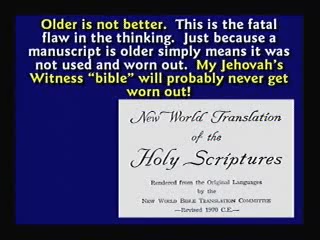 Older is not better.  This is the fatal
flaw in the thinking.  Just because a
manuscript is older simply means it was
not used and worn out.  My Jehovah's
Witness “bible” will probably never get
worn out!
New World Translation
of the
Holy Scriptures
Rendered from the Original Languages
by the
NEW WORLD BIBLE TRANSLATION COMMITTEE
—Revised 1970 C.E.—